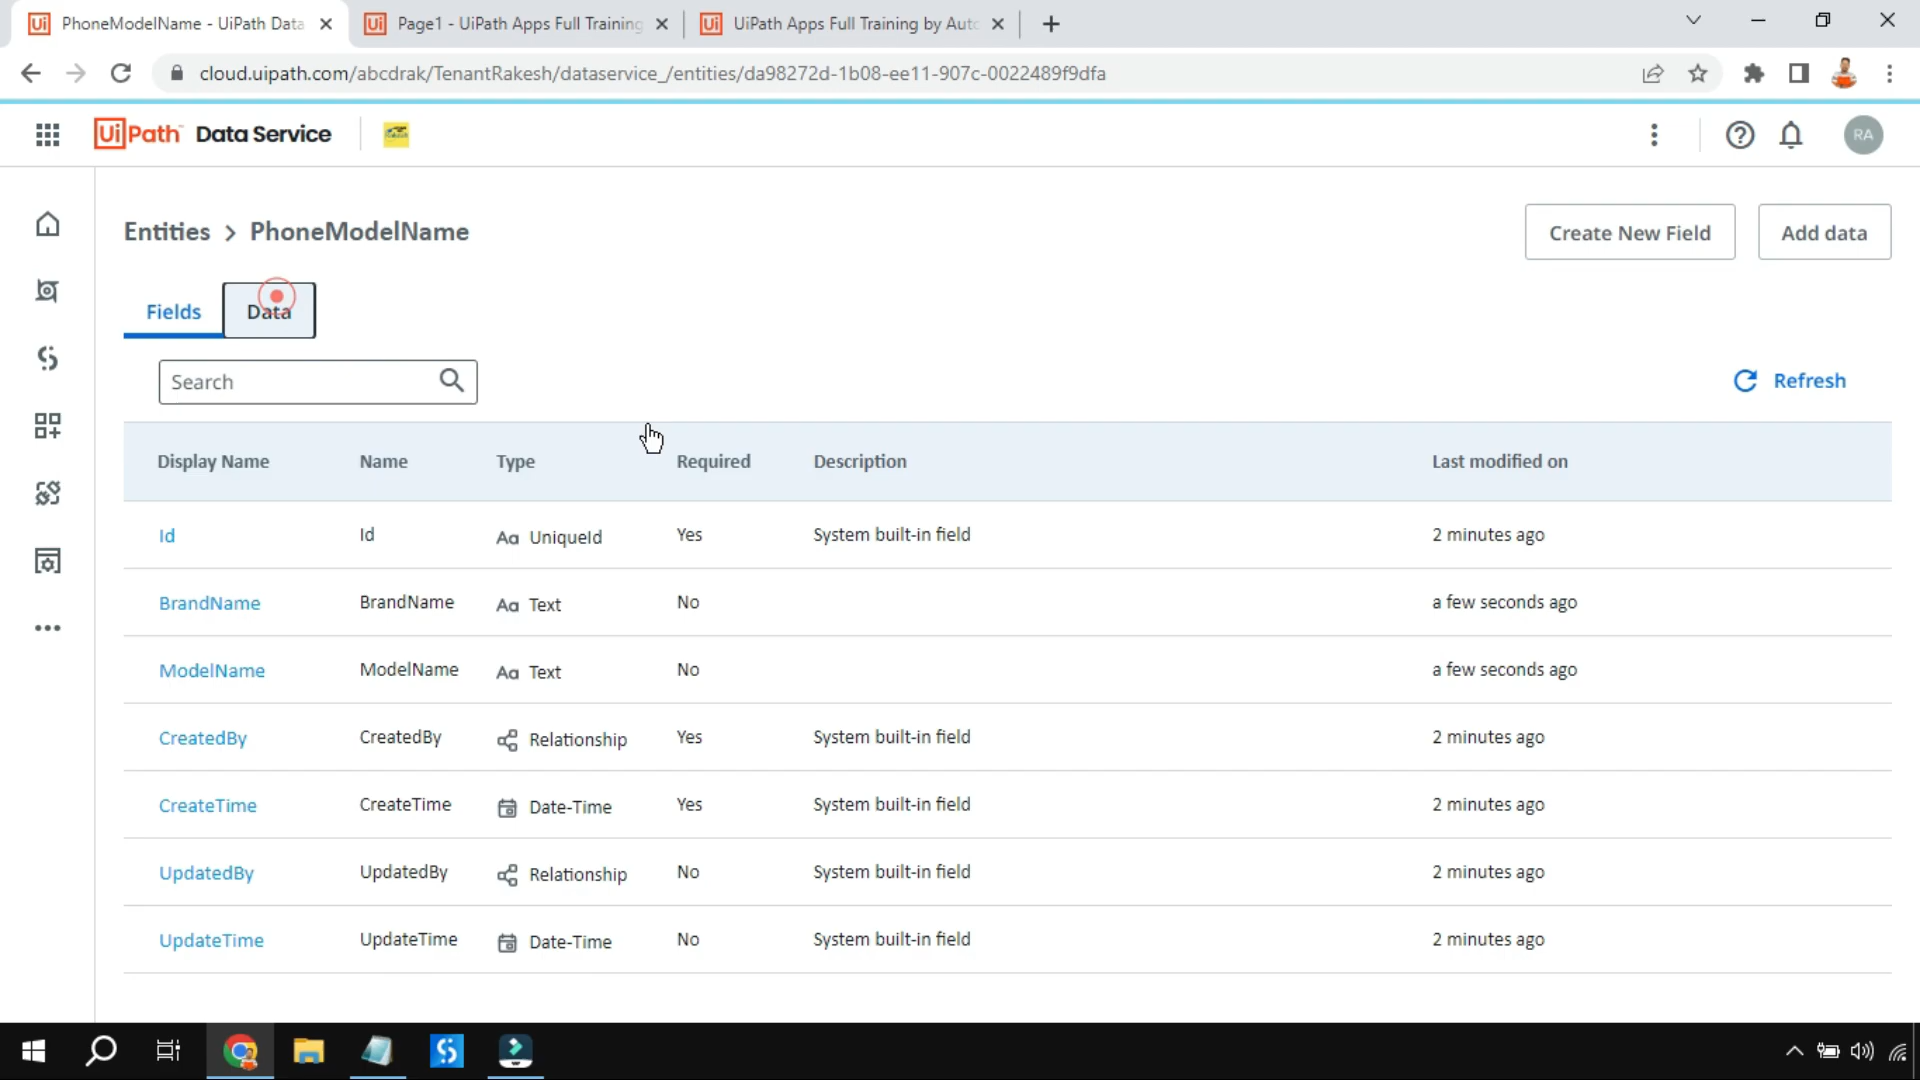 PhoneModelName - UiPath Data
Page1 - UiPath Apps Full Training
UiPath Apps Full Training by Auto
cloud.uipath.com/abcdrak/TenantRakesh/dataservice_/entities/da98272d-1b08-ee11-907c-0022489f9dfa
UiPath Data Service
RA
Entities > PhoneModelName
Create New Field
Add data
Fields
Data
Search
Refresh
Display Name Name Type Required Description Last modified on
Id Id Aa UniqueId Yes System built-in field 2 minutes ago
BrandName BrandName Aa Text No a few seconds ago
ModelName ModelName Aa Text No a few seconds ago
CreatedBy CreatedBy Relationship Yes System built-in field 2 minutes ago
CreateTime CreateTime Date-Time Yes System built-in field 2 minutes ago
UpdatedBy UpdatedBy Relationship No System built-in field 2 minutes ago
UpdateTime UpdateTime Date-Time No System built-in field 2 minutes ago